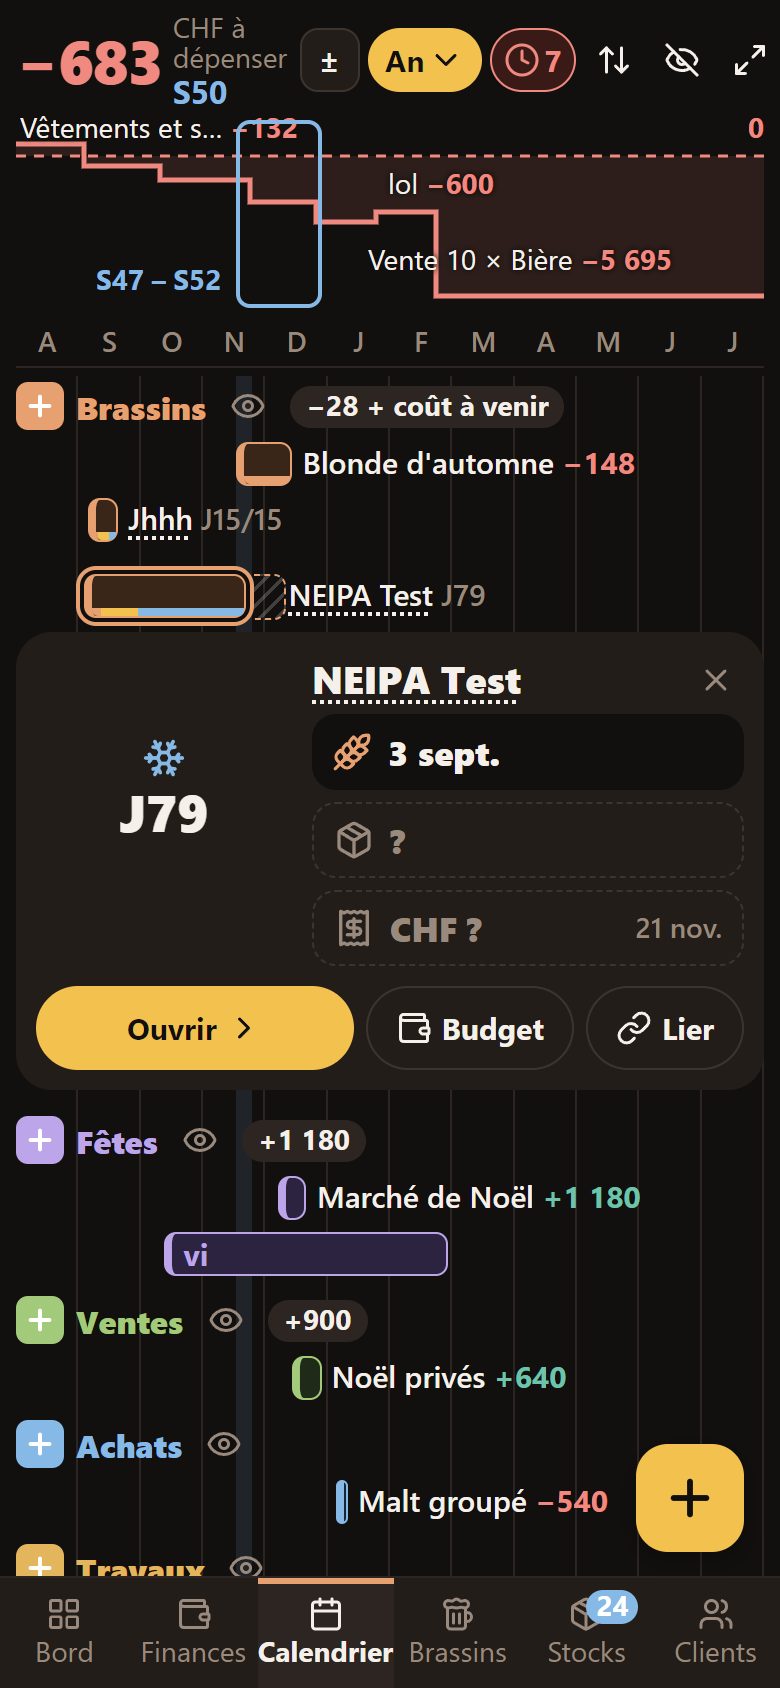 −683
CHF à
dépenser
S50
±
An
7
Vêtements et s... −132
0
lol −600
Vente 10 × Bière −5 695
S47 – S52
A S O N D J F M A M J J
Brassins
−28 + coût à venir
Blonde d'automne −148
Jhhh J15/15
NEIPA Test J79
NEIPA Test
J79
3 sept.
?
CHF ?
21 nov.
Ouvrir
Budget
Lier
Fêtes
+1 180
Marché de Noël +1 180
vi
Ventes
+900
Noël privés +640
Achats
Malt groupé −540
Travaux
24
Bord Finances Calendrier Brassins Stocks Clients